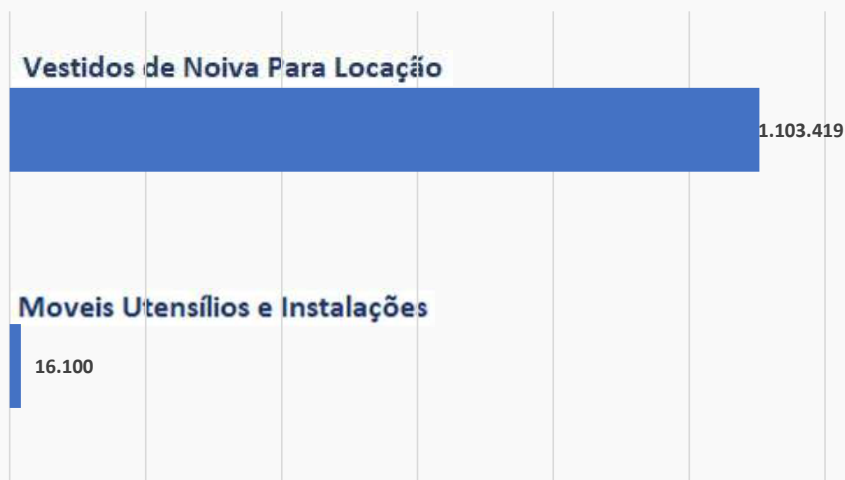 Vestidos de Noiva Para Locação
1.103.419
Moveis Utensílios e Instalações
16.100